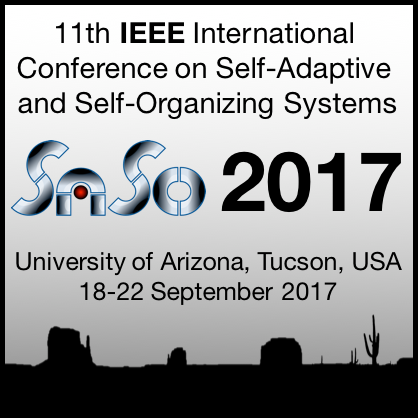 11th IEEE International
Conference on Self-Adaptive
and Self-Organizing Systems
SaSo 2017
University of Arizona, Tucson, USA
18-22 September 2017